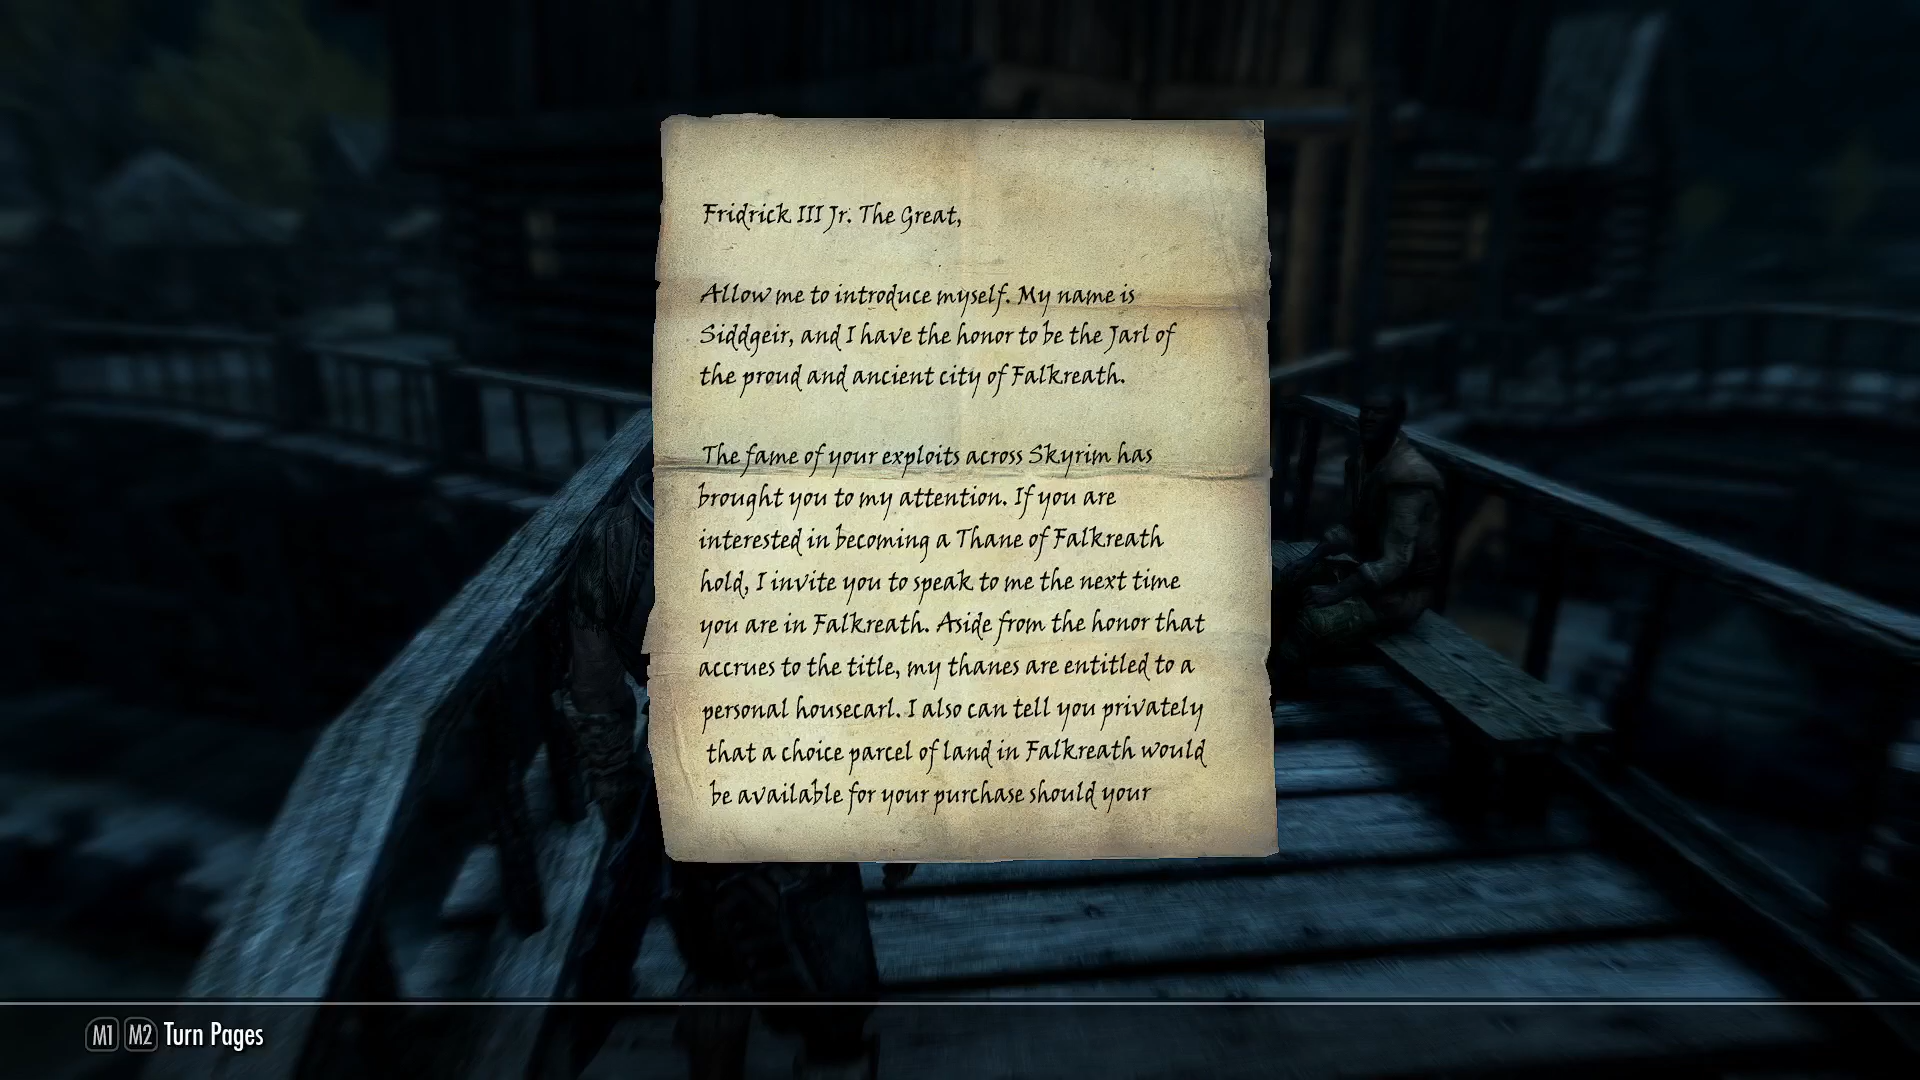 Fridrick III Jr. The Great,
Allow me to introduce myself. My name is
Siddgeir, and I have the honor to be the Jarl of
the proud and ancient city of Falkreath.
The fame of your exploits across Skyrim has
brought you to my attention. If you are
interested in becoming a Thane of Falkreath
hold, I invite you to speak to me the next time
you are in Falkreath. Aside from the honor that
accrues to the title, my thanes are entitled to a
personal housecarl. I also can tell you privately
that a choice parcel of land in Falkreath would
be available for your purchase should your
M1 M2 Turn Pages